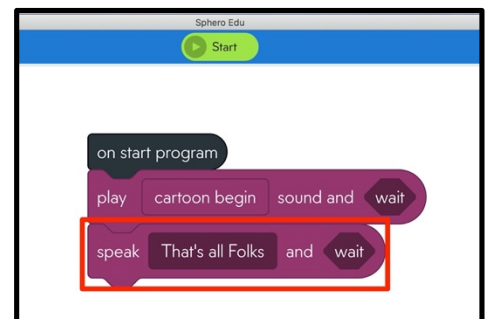 Sphero Edu
Start
on start program
play cartoon begin sound and wait
speak That's all Folks and wait